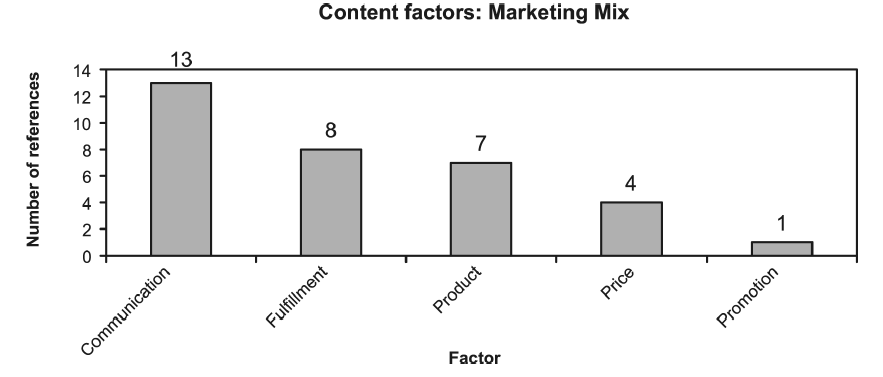 Content factors: Marketing Mix
Number of references
14
12
10
8
6
4
2
0
13
8
7
4
1
Communication
Fulfillment
Product
Price
Promotion
Factor